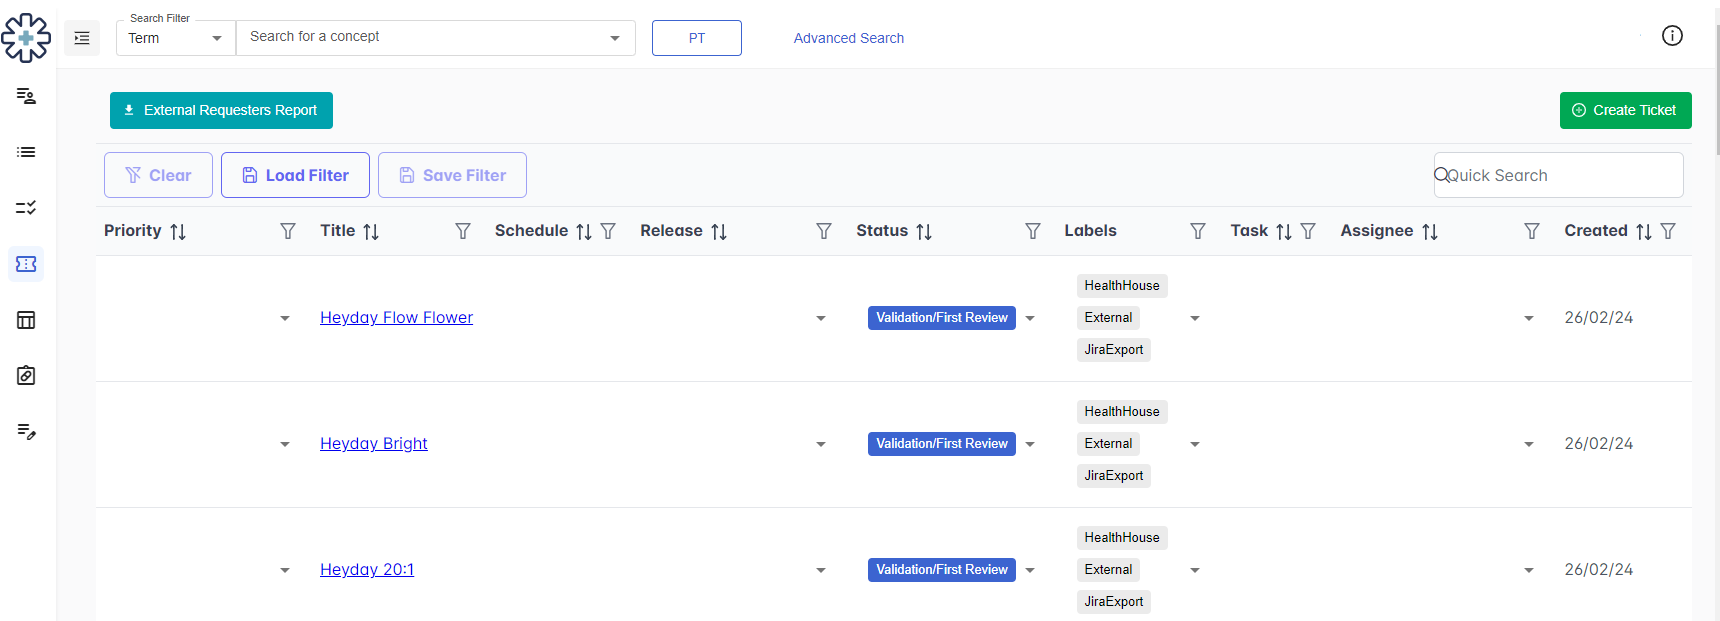 Search Filter
Term
Search for a concept
PT
Advanced Search
External Requesters Report
Create Ticket
Clear
Load Filter
Save Filter
Quick Search
Priority Title Schedule Release Status Labels Task Assignee Created
Heyday Flow Flower
Validation/First Review
HealthHouse
External
JiraExport
26/02/24
Heyday Bright
Validation/First Review
HealthHouse
External
JiraExport
26/02/24
Heyday 20:1
Validation/First Review
HealthHouse
External
JiraExport
26/02/24